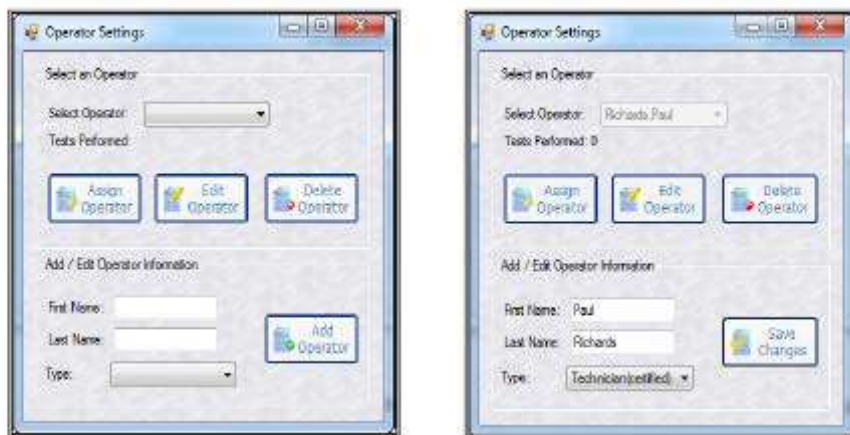 Operator Settings
Select an Operator
Select Operator:
Tests Performed:
Assign Operator
Edit Operator
Delete Operator
Add / Edit Operator Information
First Name:
Last Name:
Add Operator
Type:
Operator Settings
Select an Operator
Select Operator: Richards,Paul
Tests Performed: 0
Assign Operator
Edit Operator
Delete Operator
Add / Edit Operator Information
First Name: Paul
Last Name: Richards
Save Changes
Type: Technician(certified)